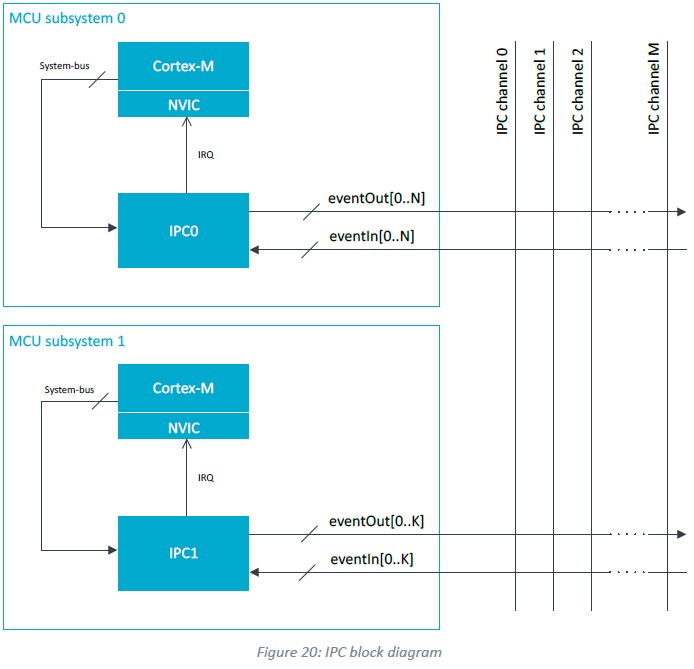 MCU subsystem 0
System-bus
Cortex-M
NVIC
IRQ
IPC0
eventOut[0..N]
eventIn[0..N]
IPC channel 0
IPC channel 1
IPC channel 2
IPC channel M
MCU subsystem 1
System-bus
Cortex-M
NVIC
IRQ
IPC1
eventOut[0..K]
eventIn[0..K]
Figure 20: IPC block diagram